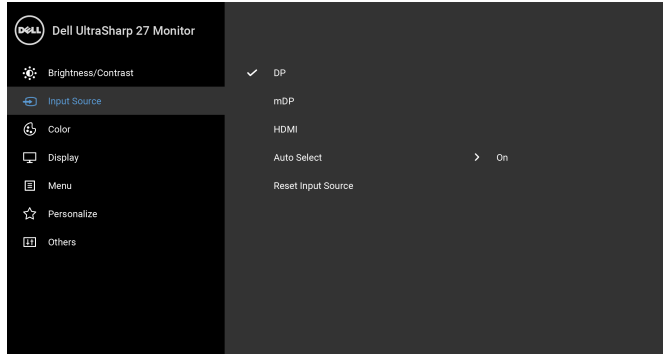 DELL
Dell UltraSharp 27 Monitor
Brightness/Contrast
Input Source
Color
Display
Menu
Personalize
Others
DP
mDP
HDMI
Auto Select
On
Reset Input Source